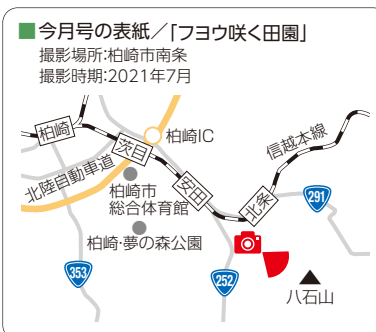 ■今月号の表紙／「フヨウ咲く田園」
撮影場所:柏崎市南条
撮影時期:2021年7月
柏崎
柏崎IC
茨目
信越本線
北陸自動車道
柏崎市
総合体育館
安田
北条
291
柏崎・夢の森公園
353
252
八石山